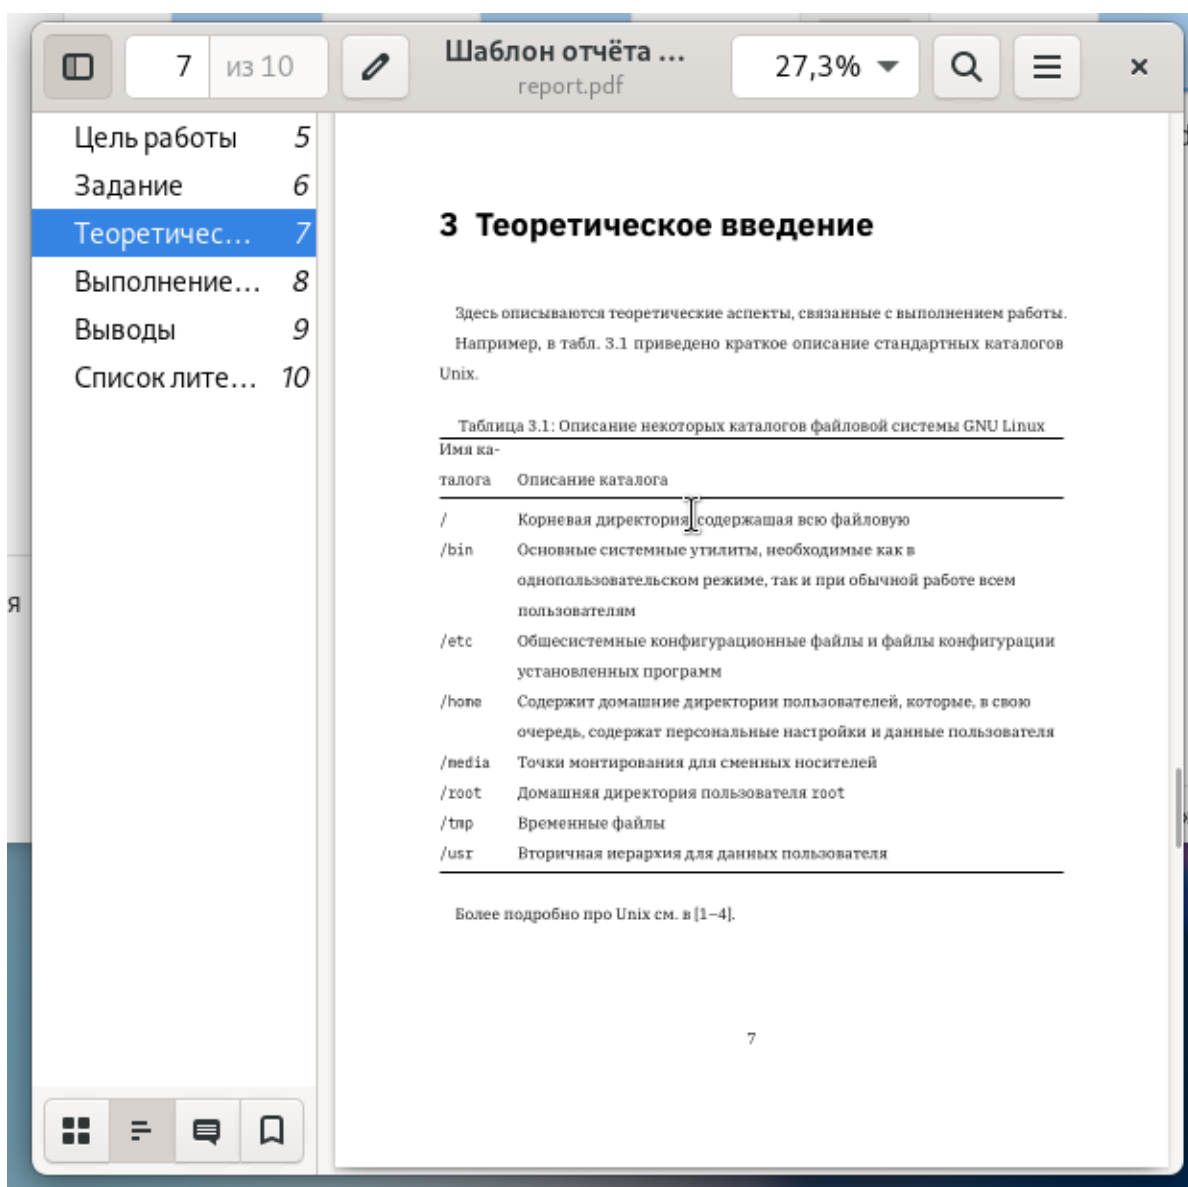 7 из 10
Шаблон отчёта ...
report.pdf
27,3%
Цель работы 5
Задание 6
Теоретичес... 7
Выполнение... 8
Выводы 9
Список лите... 10
3 Теоретическое введение
Здесь описываются теоретические аспекты, связанные с выполнением работы.
Например, в табл. 3.1 приведено краткое описание стандартных каталогов
Unix.
Таблица 3.1: Описание некоторых каталогов файловой системы GNU Linux
Имя ка-
талога Описание каталога
/ Корневая директория, содержашая всю файловую
/bin Основные системные утилиты, необходимые как в
однопользовательском режиме, так и при обычной работе всем
пользователям
/etc Общесистемные конфигурационные файлы и файлы конфигурации
установленных программ
/home Содержит домашние директории пользователей, которые, в свою
очередь, содержат персональные настройки и данные пользователя
/media Точки монтирования для сменных носителей
/root Домашняя директория пользователя root
/tmp Временные файлы
/usr Вторичная иерархия для данных пользователя
Более подробно про Unix см. в [1–4].
7
я